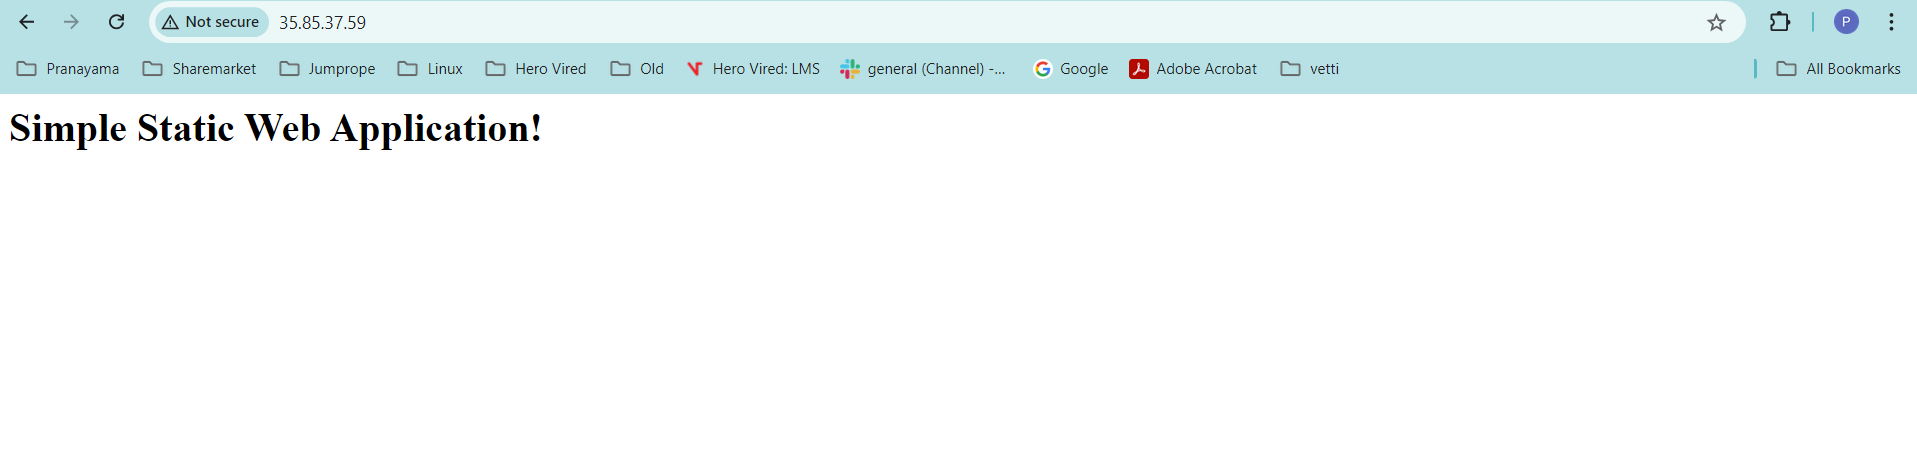 Not secure 35.85.37.59 P
Pranayama Sharemarket Jumprope Linux Hero Vired Old Hero Vired: LMS general (Channel) -... Google Adobe Acrobat vetti All Bookmarks
Simple Static Web Application!